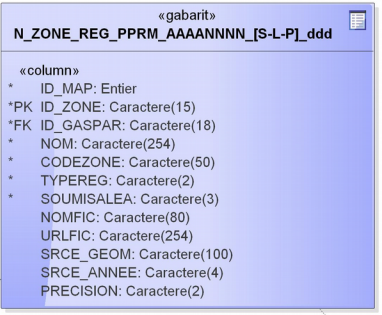 «gabarit»
N_ZONE_REG_PPRM_AAAANNNN_[S-L-P]_ddd
«column»
* ID_MAP: Entier
*PK ID_ZONE: Caractere(15)
*FK ID_GASPAR: Caractere(18)
* NOM: Caractere(254)
* CODEZONE: Caractere(50)
* TYPEREG: Caractere(2)
* SOUMISALEA: Caractere(3)
NOMFIC: Caractere(80)
URLFIC: Caractere(254)
SRCE_GEOM: Caractere(100)
SRCE_ANNEE: Caractere(4)
PRECISION: Caractere(2)